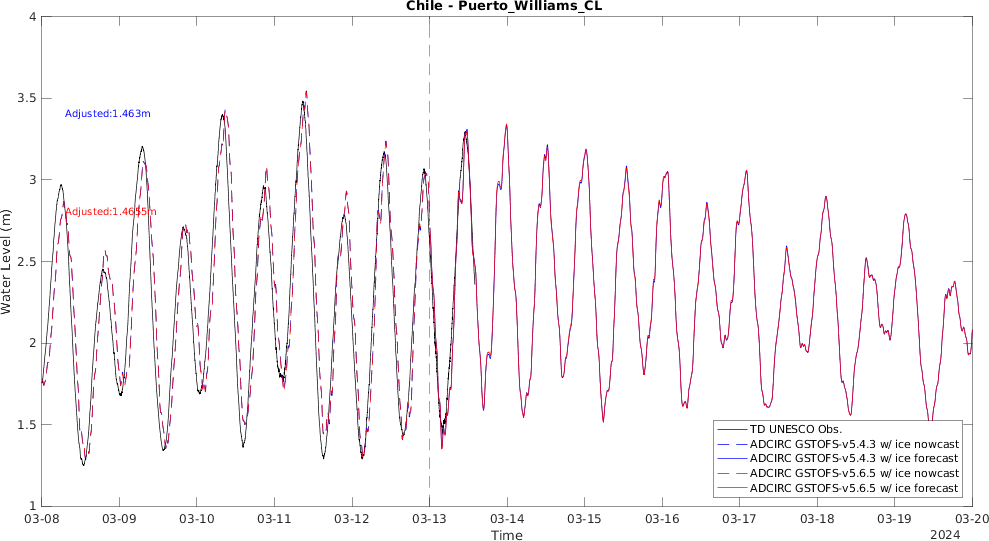 Chile - Puerto_Williams_CL
4
3.5
3
2.5
2
1.5
1
Water Level (m)
Adjusted:1.463m
Adjusted:1.4655m
TD UNESCO Obs.
ADCIRC GSTOFS-v5.4.3 w/ ice nowcast
ADCIRC GSTOFS-v5.4.3 w/ ice forecast
ADCIRC GSTOFS-v5.6.5 w/ ice nowcast
ADCIRC GSTOFS-v5.6.5 w/ ice forecast
03-08 03-09 03-10 03-11 03-12 03-13 03-14 03-15 03-16 03-17 03-18 03-19 03-20
Time
2024